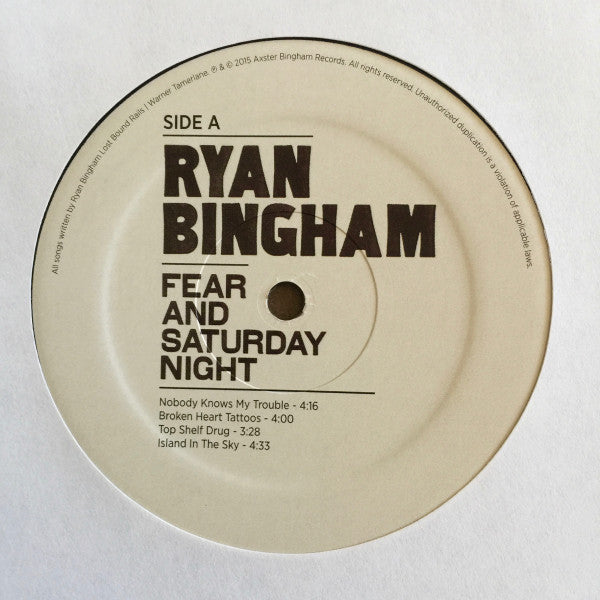 All songs written by Ryan Bingham Lost Bound Rails | Warner Tamerlane. ℗ & © 2015 Axster Bingham Records. All rights reserved. Unauthorized duplication is a violation of applicable laws.
SIDE A
RYAN
BINGHAM
FEAR
AND
SATURDAY
NIGHT
Nobody Knows My Trouble - 4:16
Broken Heart Tattoos - 4:00
Top Shelf Drug - 3:28
Island In The Sky - 4:33